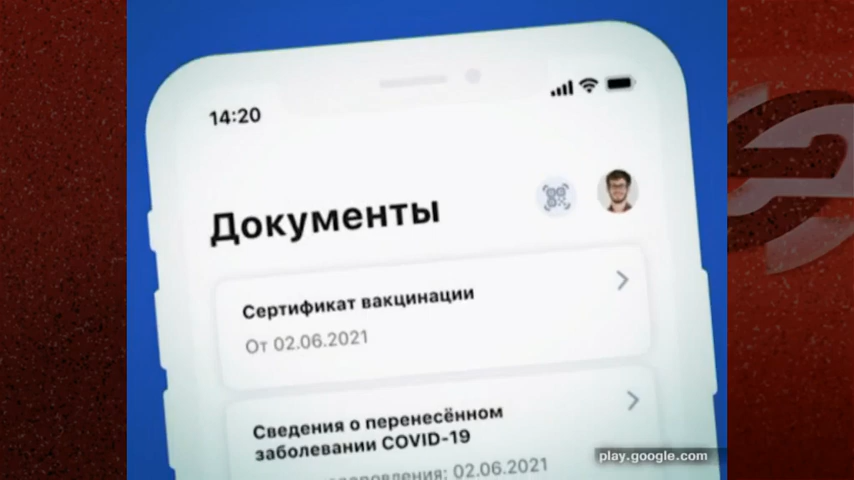 14:20
Документы
Сертификат вакцинации
От 02.06.2021
Сведения о перенесённом
заболевании COVID-19
02.06.2021
play.google.com